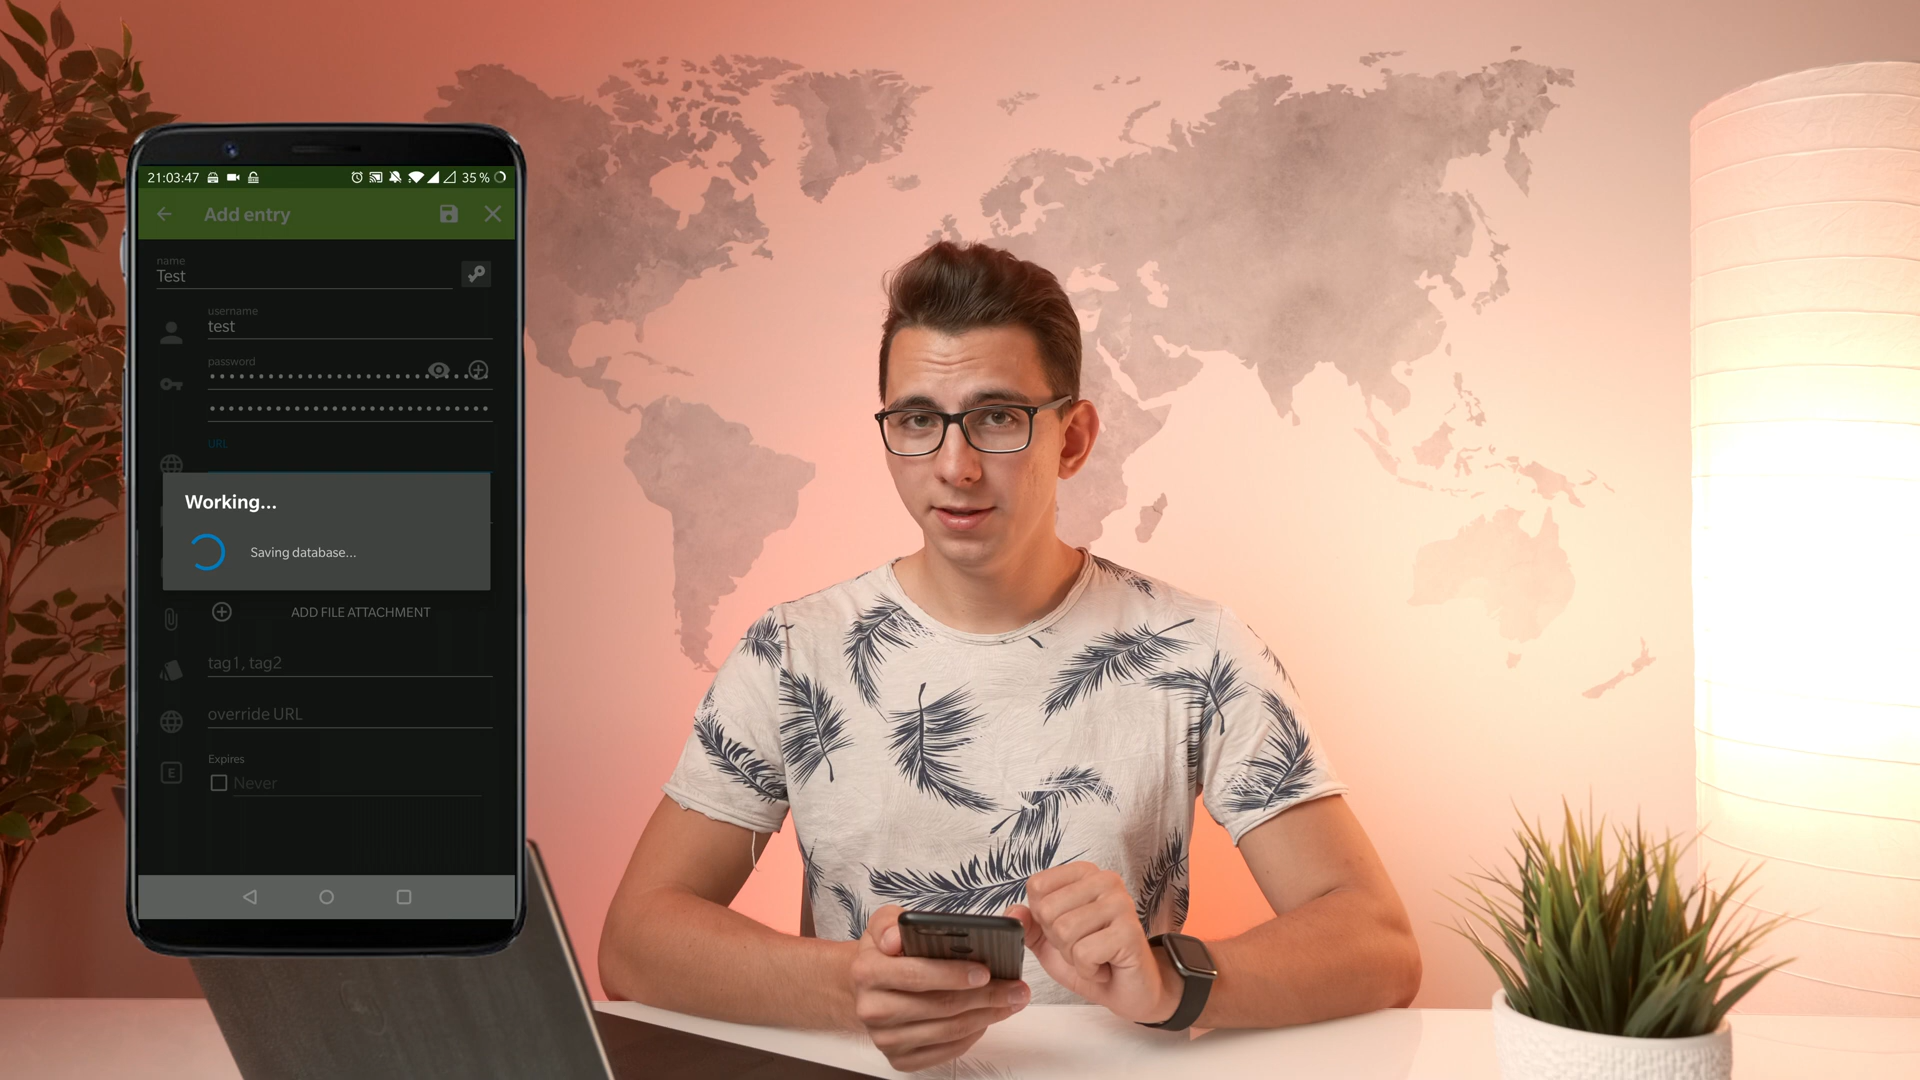 21:03:47 35 %
Add entry
name
Test
username
test
password
URL
Working...
Saving database...
ADD FILE ATTACHMENT
tag1, tag2
override URL
Expires
Never
E